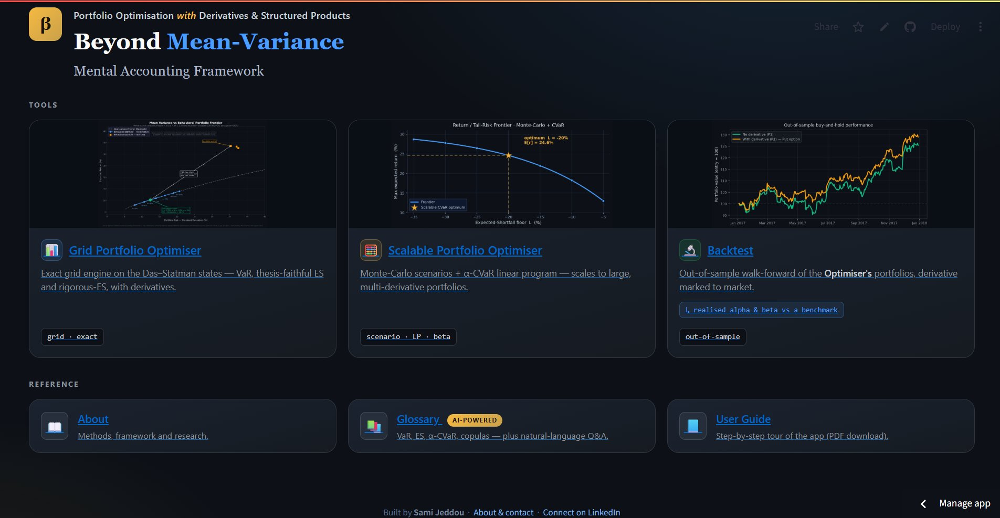 β
Portfolio Optimisation with Derivatives & Structured Products
Beyond Mean-Variance
Mental Accounting Framework
Share
Deploy
TOOLS
Mean-Variance vs Behavioral Portfolio Frontier
Mean-variance frontier (Markowitz)
Portfolio Risk — Standard Deviation (%)
Return / Tail-Risk Frontier · Monte-Carlo + CVaR
optimum L = -20%
E[r] = 24.6%
Max expected return (%)
30
25
20
15
10
Frontier
Scalable CVaR optimum
−35 −30 −25 −20 −15 −10 −5
Expected-Shortfall floor L (%)
Out-of-sample buy-and-hold performance
No derivative (P1)
With derivative (P2) — Put option
Portfolio value (entry = 100)
130
125
120
115
110
105
100
95
Jan 2017 Mar 2017 May 2017 Jul 2017 Sep 2017 Nov 2017 Jan 2018
Grid Portfolio Optimiser
Exact grid engine on the Das–Statman states — VaR, thesis-faithful ES
and rigorous-ES, with derivatives.
grid · exact
Scalable Portfolio Optimiser
Monte-Carlo scenarios + α-CVaR linear program — scales to large,
multi-derivative portfolios.
scenario · LP · beta
Backtest
Out-of-sample walk-forward of the Optimiser's portfolios, derivative
marked to market.
↳ realised alpha & beta vs a benchmark
out-of-sample
REFERENCE
About
Methods, framework and research.
Glossary AI-POWERED
VaR, ES, α-CVaR, copulas — plus natural-language Q&A.
User Guide
Step-by-step tour of the app (PDF download).
Built by Sami Jeddou · About & contact · Connect on LinkedIn
Manage app